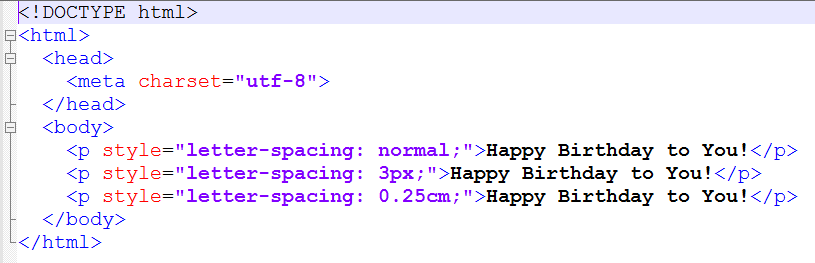 <!DOCTYPE html>
<html>
<head>
<meta charset="utf-8">
</head>
<body>
<p style="letter-spacing: normal;">Happy Birthday to You!</p>
<p style="letter-spacing: 3px;">Happy Birthday to You!</p>
<p style="letter-spacing: 0.25cm;">Happy Birthday to You!</p>
</body>
</html>